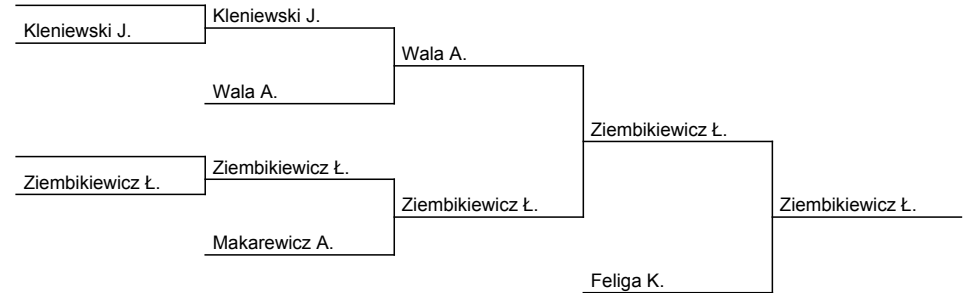 Kleniewski J.
Kleniewski J.
Wala A.
Wala A.
Ziembikiewicz Ł.
Ziembikiewicz Ł.
Ziembikiewicz Ł.
Ziembikiewicz Ł.
Ziembikiewicz Ł.
Makarewicz A.
Feliga K.